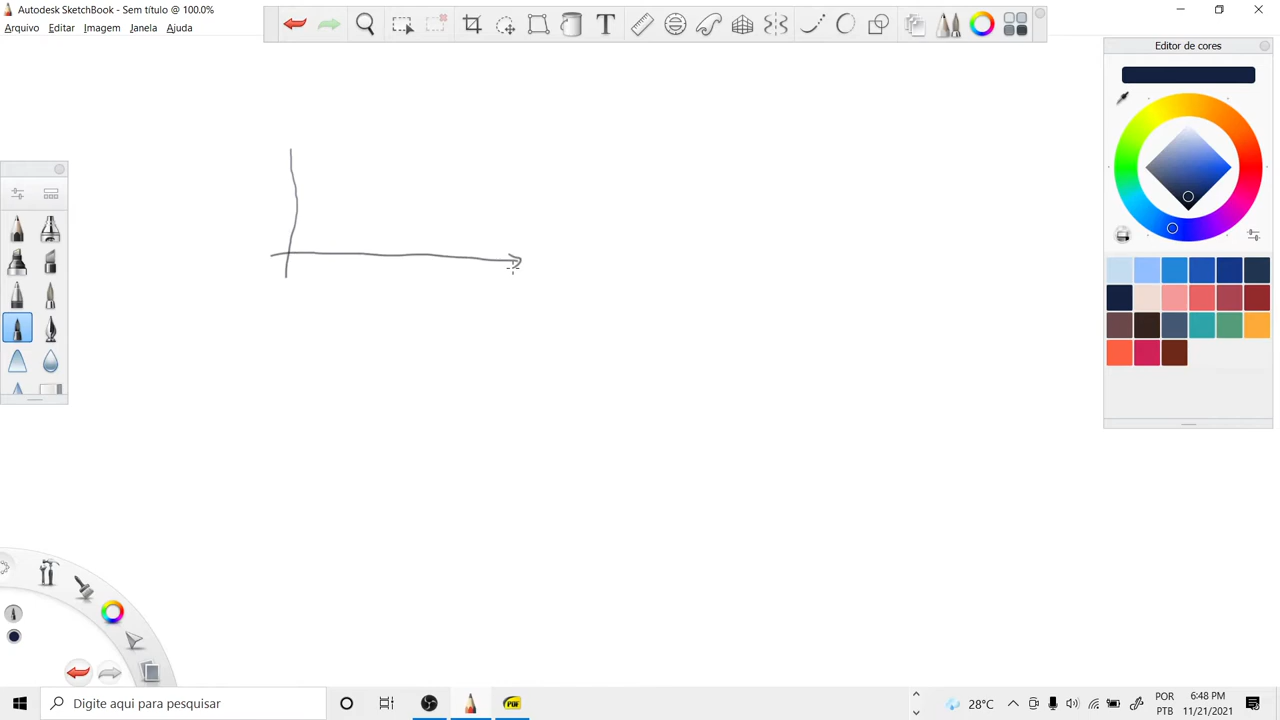 Autodesk SketchBook - Sem título @ 100.0%
Arquivo Editar Imagem Janela Ajuda
T
Editor de cores
Digite aqui para pesquisar
PDF
28°C
POR
PTB
6:48 PM
11/21/2021